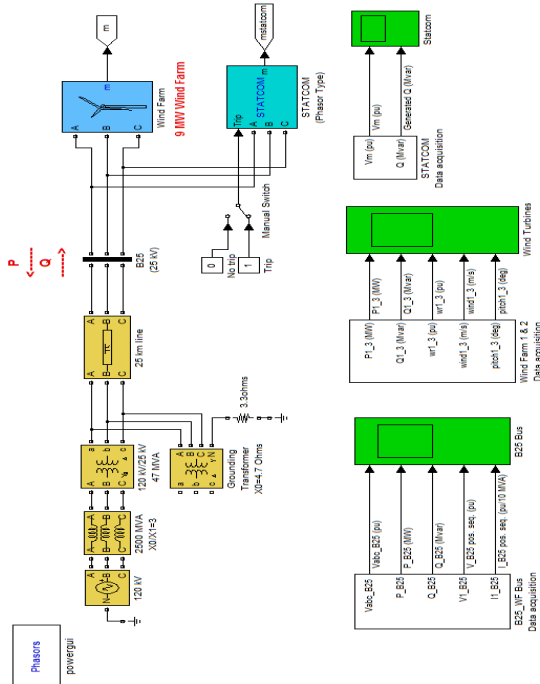 Phasors
powergui
P
Q
N
A
B
C
120 kV
A
B
C
A
B
C
2500 MVA
X0/X1=3
A
B
C
a
b
c
120 kV/25 kV
47 MVA
A
B
C
A
B
C
25 km line
B25
(25 kV)
A
B
C
m
Wind Farm
9 MW Wind Farm
m
a
b
c
A
B
C
N
Grounding
Transformer
X0=4.7 Ohms
3.3ohms
0
No trip
1
Trip
Manual Switch
Trip
A
B
C
STATCOM
m
STATCOM
(Phasor Type)
mstatcom
Vabc_B25
P_B25
Q_B25
V1_B25
I1_B25
B25_WF Bus
Data acquisition
Vabc_B25 (pu)
P_B25 (MW)
Q_B25 (Mvar)
V_B25 pos. seq. (pu)
I_B25 pos. seq. (pu/10 MVA)
B25 Bus
P1_3 (MW)
Q1_3 (Mvar)
wr1_3 (pu)
wind1_3 (m/s)
pitch1_3 (deg)
Wind Farm 1 & 2
Data acquisition
P1_3 (MW)
Q1_3 (Mvar)
wr1_3 (pu)
wind1_3 (m/s)
pitch1_3 (deg)
Wind Turbines
Vm (pu)
Q (Mvar)
STATCOM
Data acquisition
Vm (pu)
Generated Q (Mvar)
Statcom